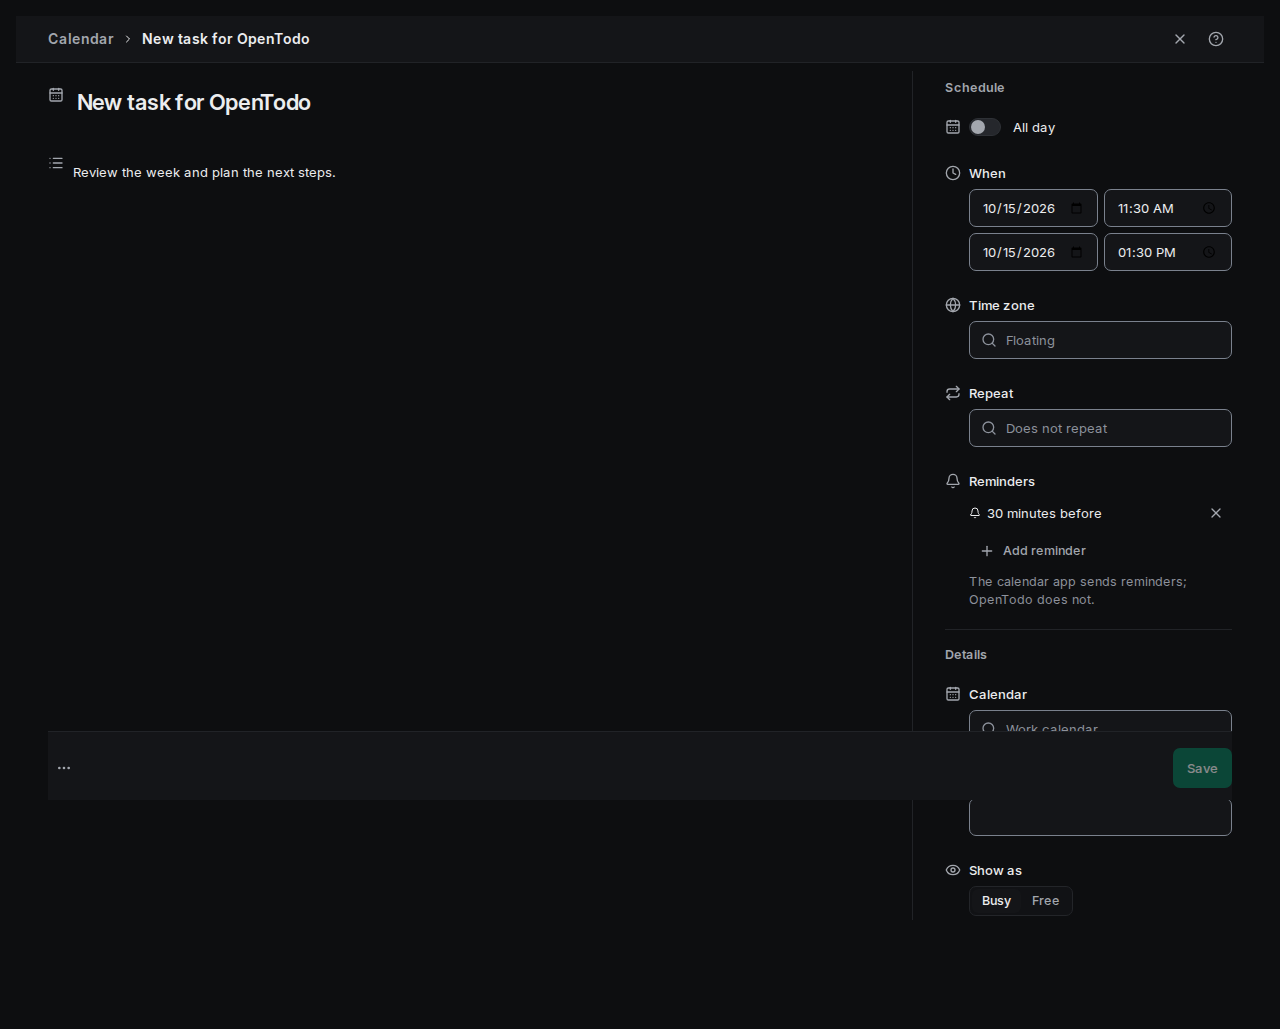 Calendar > New task for OpenTodo
New task for OpenTodo
Review the week and plan the next steps.
Schedule
All day
When
10/15/2026 11:30 AM
10/15/2026 01:30 PM
Time zone
Floating
Repeat
Does not repeat
Reminders
30 minutes before
Add reminder
The calendar app sends reminders;
OpenTodo does not.
Details
Calendar
Work calendar
... Save
Show as
Busy Free